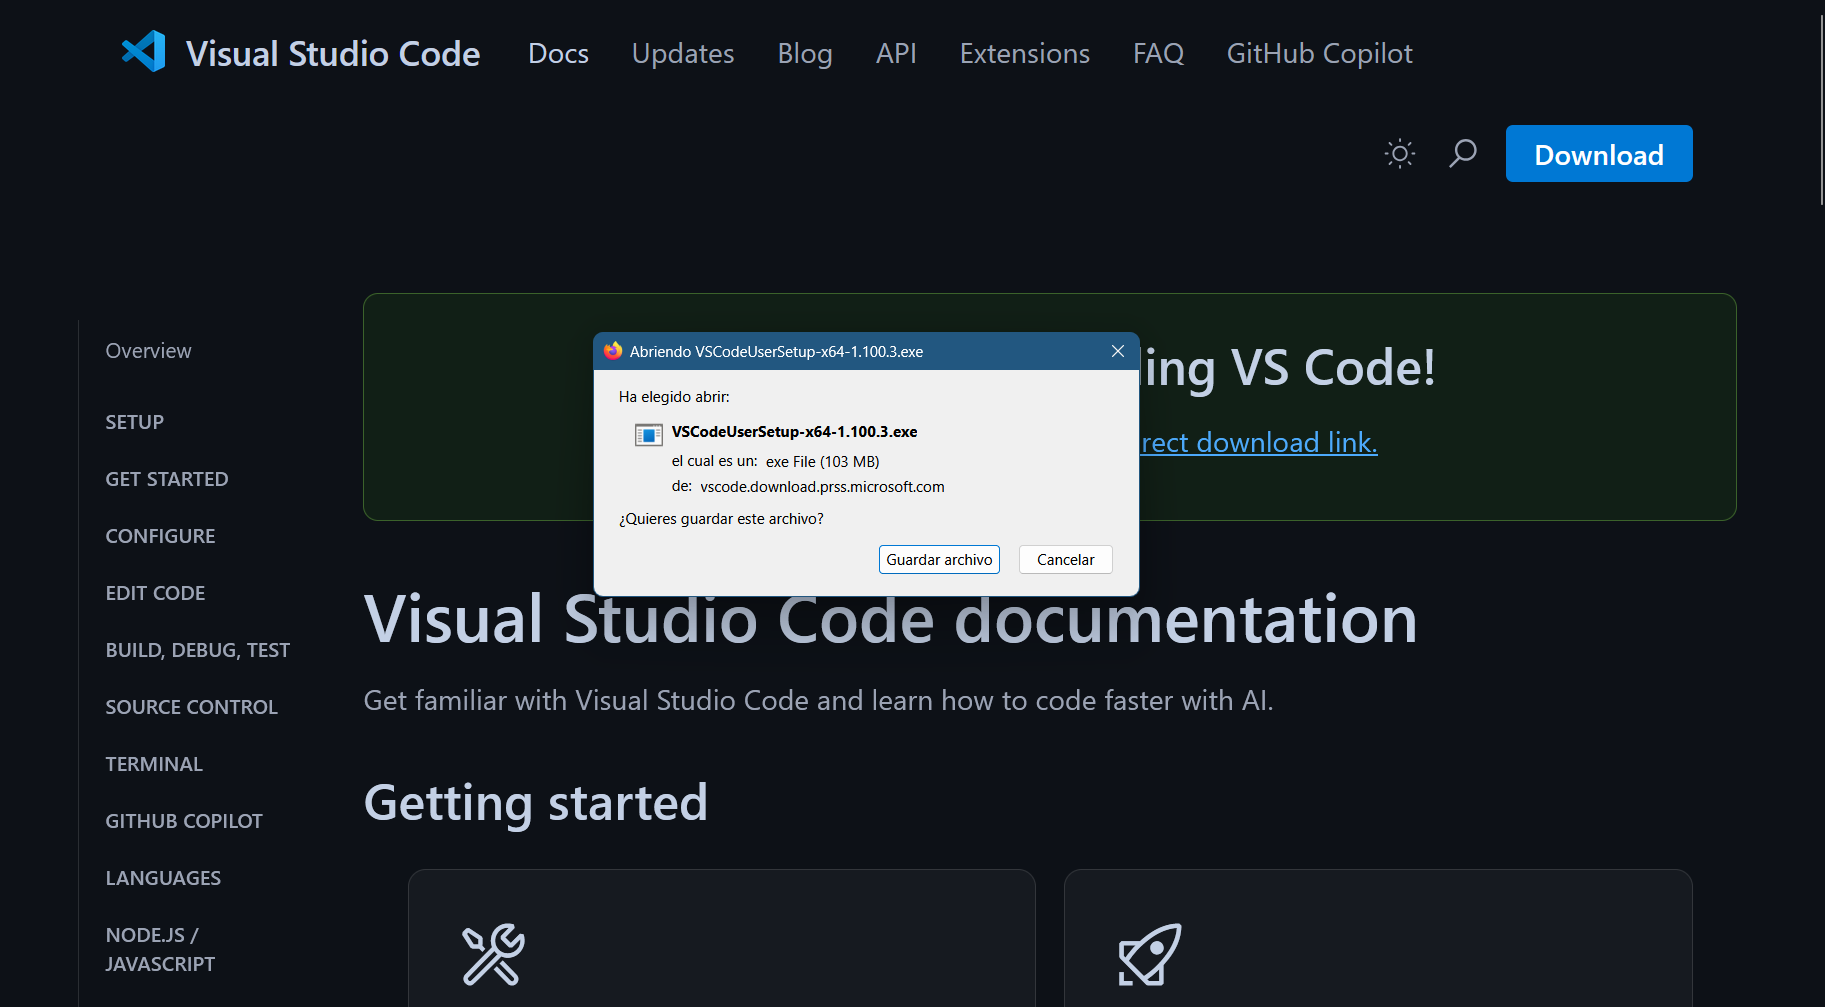 Visual Studio Code Docs Updates Blog API Extensions FAQ GitHub Copilot
Download
Overview
SETUP
GET STARTED
CONFIGURE
EDIT CODE
BUILD, DEBUG, TEST
SOURCE CONTROL
TERMINAL
GITHUB COPILOT
LANGUAGES
NODE.JS /
JAVASCRIPT
ing VS Code!
rect download link.
Abriendo VSCodeUserSetup-x64-1.100.3.exe
Ha elegido abrir:
VSCodeUserSetup-x64-1.100.3.exe
el cual es un: exe File (103 MB)
de: vscode.download.prss.microsoft.com
¿Quieres guardar este archivo?
Guardar archivo Cancelar
Visual Studio Code documentation
Get familiar with Visual Studio Code and learn how to code faster with AI.
Getting started